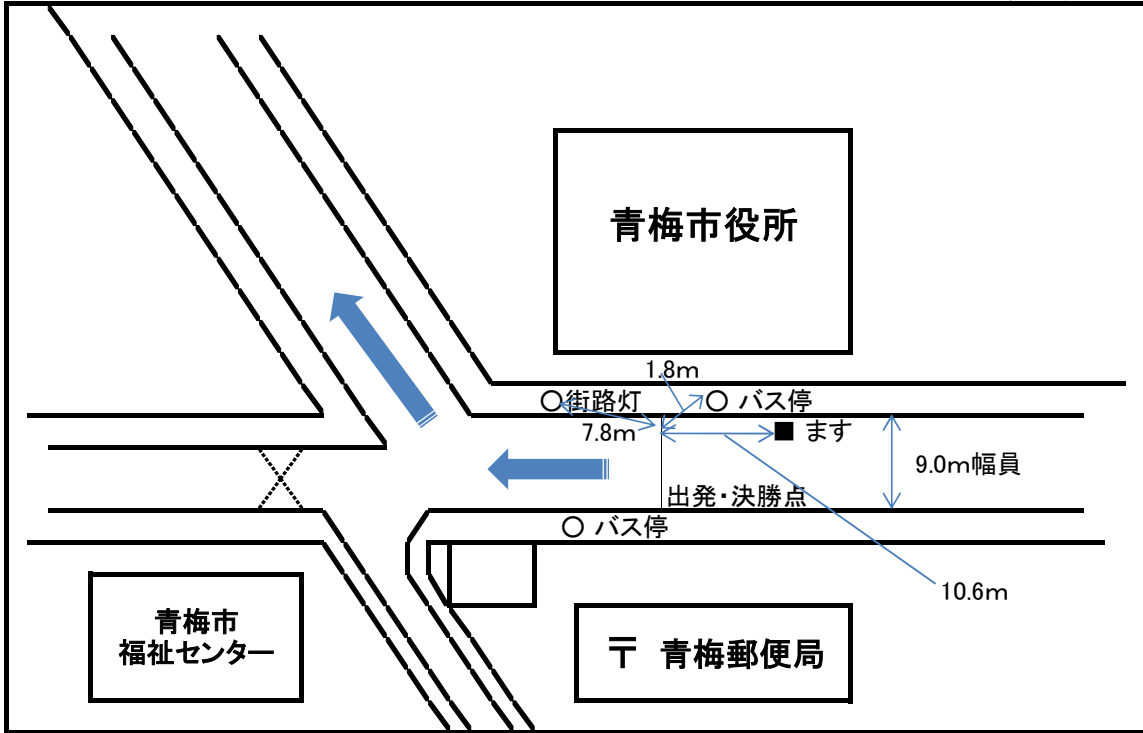 青梅市役所
1.8m
○街路灯
○ バス停
7.8m
■ ます
9.0m幅員
出発・決勝点
○ バス停
10.6m
青梅市
福祉センター
〒 青梅郵便局